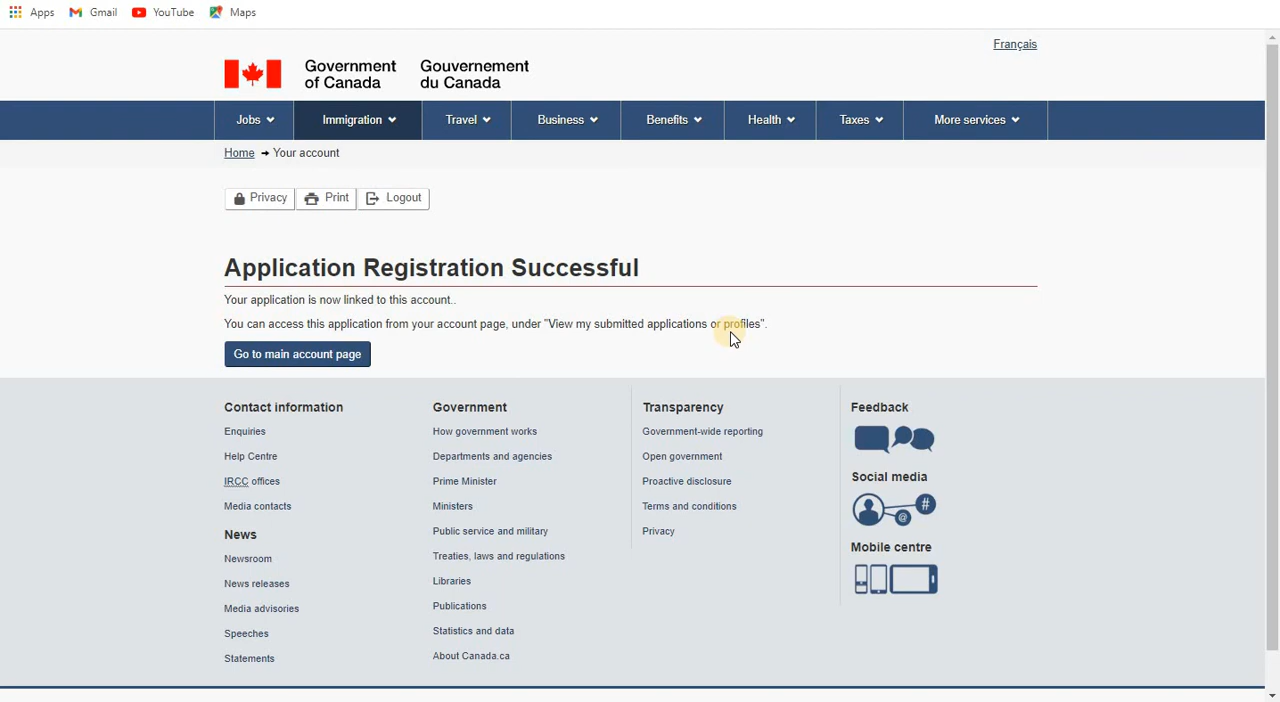 Apps Gmail YouTube Maps
Français
Government of Canada
Gouvernement du Canada
Jobs Immigration Travel Business Benefits Health Taxes More services
Home → Your account
Privacy Print Logout
Application Registration Successful
Your application is now linked to this account..
You can access this application from your account page, under "View my submitted applications or profiles".
Go to main account page
Contact information
Enquiries
Help Centre
IRCC offices
Media contacts
News
Newsroom
News releases
Media advisories
Speeches
Statements
Government
How government works
Departments and agencies
Prime Minister
Ministers
Public service and military
Treaties, laws and regulations
Libraries
Publications
Statistics and data
About Canada.ca
Transparency
Government-wide reporting
Open government
Proactive disclosure
Terms and conditions
Privacy
Feedback
Social media
# @
Mobile centre